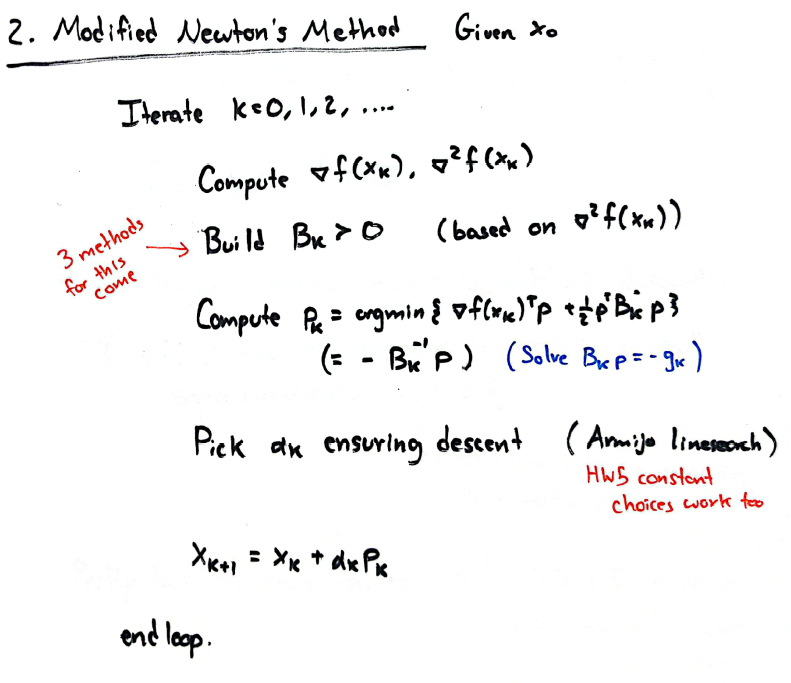 2. Modified Newton's Method   Given x₀
Iterate k=0,1,2, ....
Compute ∇f(xₖ), ∇²f(xₖ)
3 methods for this come → Build Bₖ > 0   (based on ∇²f(xₖ))
Compute Pₖ = argmin { ∇f(xₖ)ᵀp + ½pᵀBₖ p}
(= - Bₖ⁻¹ P)   (Solve Bₖ p = - gₖ)
Pick αₖ ensuring descent   (Armijo linesearch)
HW5 constant
choices work too
xₖ₊₁ = xₖ + αₖPₖ
end loop.